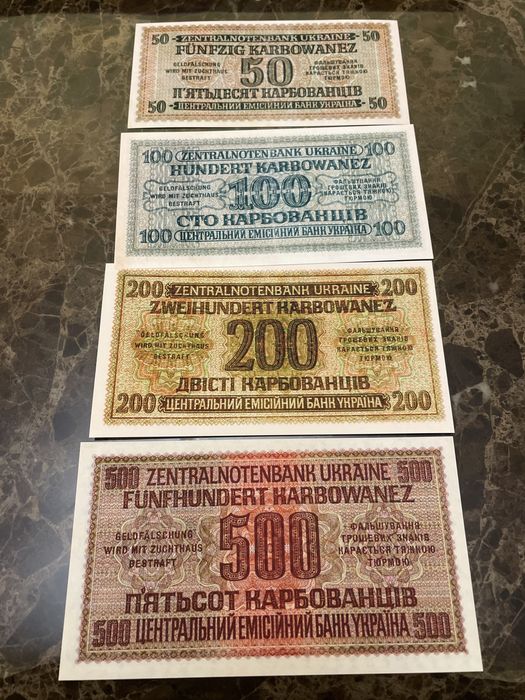 50 ZENTRALNOTENBANK UKRAINE 50
FÜNFZIG KARBOWANEZ
GELDFÄLSCHUNG
WIRD MIT ZUCHTHAUS
BESTRAFT
50
ФАЛЬШУВАННЯ
ГРОШЕВИХ ЗНАКІВ
КАРАЄТЬСЯ ТЯЖКОЮ
ТЮРМОЮ
П'ЯТЬДЕСЯТ КАРБОВАНЦІВ
50 ЦЕНТРАЛЬНИЙ ЕМІСІЙНИЙ БАНК УКРАЇНА 50
100 ZENTRALNOTENBANK UKRAINE 100
HUNDERT KARBOWANEZ
GELDFÄLSCHUNG
WIRD MIT ZUCHTHAUS
BESTRAFT
100
ФАЛЬШУВАННЯ
ГРОШЕВИХ ЗНАКІВ
КАРАЄТЬСЯ ТЯЖКОЮ
ТЮРМОЮ
СТО КАРБОВАНЦІВ
100 ЦЕНТРАЛЬНИЙ ЕМІСІЙНИЙ БАНК УКРАЇНА 100
200 ZENTRALNOTENBANK UKRAINE 200
ZWEIHUNDERT KARBOWANEZ
GELDFÄLSCHUNG
WIRD MIT ZUCHTHAUS
BESTRAFT
200
ФАЛЬШУВАННЯ
ГРОШЕВИХ ЗНАКІВ
КАРАЄТЬСЯ ТЯЖКОЮ
ТЮРМОЮ
ДВІСТІ КАРБОВАНЦІВ
200 ЦЕНТРАЛЬНИЙ ЕМІСІЙНИЙ БАНК УКРАЇНА 200
500 ZENTRALNOTENBANK UKRAINE 500
FÜNFHUNDERT KARBOWANEZ
GELDFÄLSCHUNG
WIRD MIT ZUCHTHAUS
BESTRAFT
500
ФАЛЬШУВАННЯ
ГРОШЕВИХ ЗНАКІВ
КАРАЄТЬСЯ ТЯЖКОЮ
ТЮРМОЮ
П'ЯТЬСОТ КАРБОВАНЦІВ
500 ЦЕНТРАЛЬНИЙ ЕМІСІЙНИЙ БАНК УКРАЇНА 500